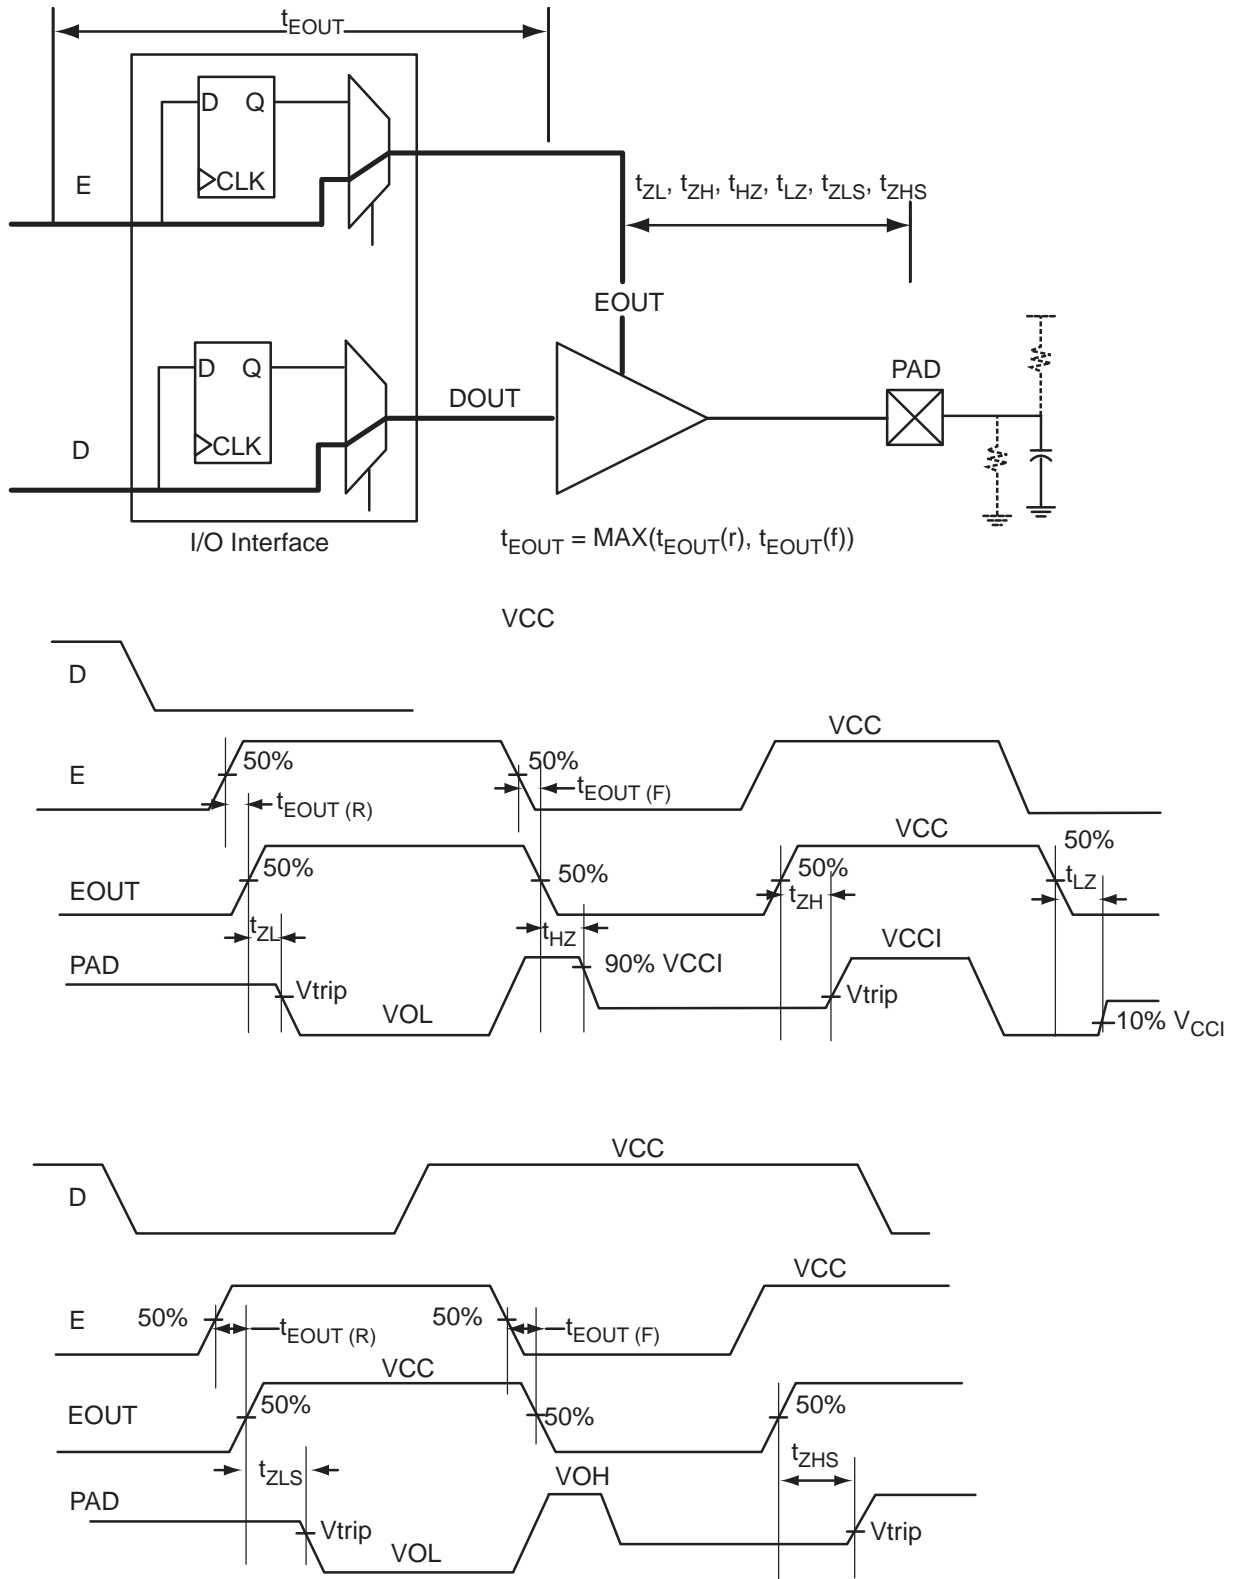 tEOUT
D Q
CLK
E
tZL, tZH, tHZ, tLZ, tZLS, tZHS
EOUT
D Q
CLK
D
DOUT
PAD
I/O Interface
tEOUT = MAX(tEOUT(r), tEOUT(f))
VCC
D
VCC
E
50%
50%
tEOUT (R)
tEOUT (F)
VCC
50%
EOUT
50%
50%
50%
tZL
tHZ
tZH
tLZ
PAD
Vtrip
VOL
90% VCCI
VCCI
Vtrip
10% VCCI
VCC
D
VCC
E
50%
tEOUT (R)
50%
tEOUT (F)
VCC
EOUT
50%
50%
50%
tZLS
VOH
tZHS
PAD
Vtrip
VOL
Vtrip